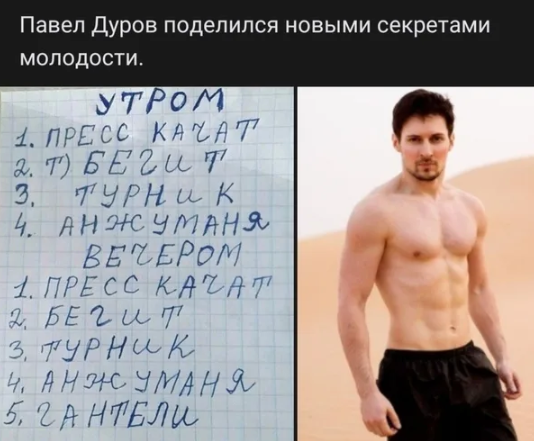 Павел Дуров поделился новыми секретами
молодости.
УТРОМ
1. ПРЕСС КАЧАТ
2. Т) БЕГИТ
3. ТУРНИК
4. АНЖУМАНЯ
ВЕЧЕРОМ
1. ПРЕСС КАЧАТ
2. БЕГИТ
3. ТУРНИК
4. АНЖУМАНЯ
5. ГАНТЕЛИ